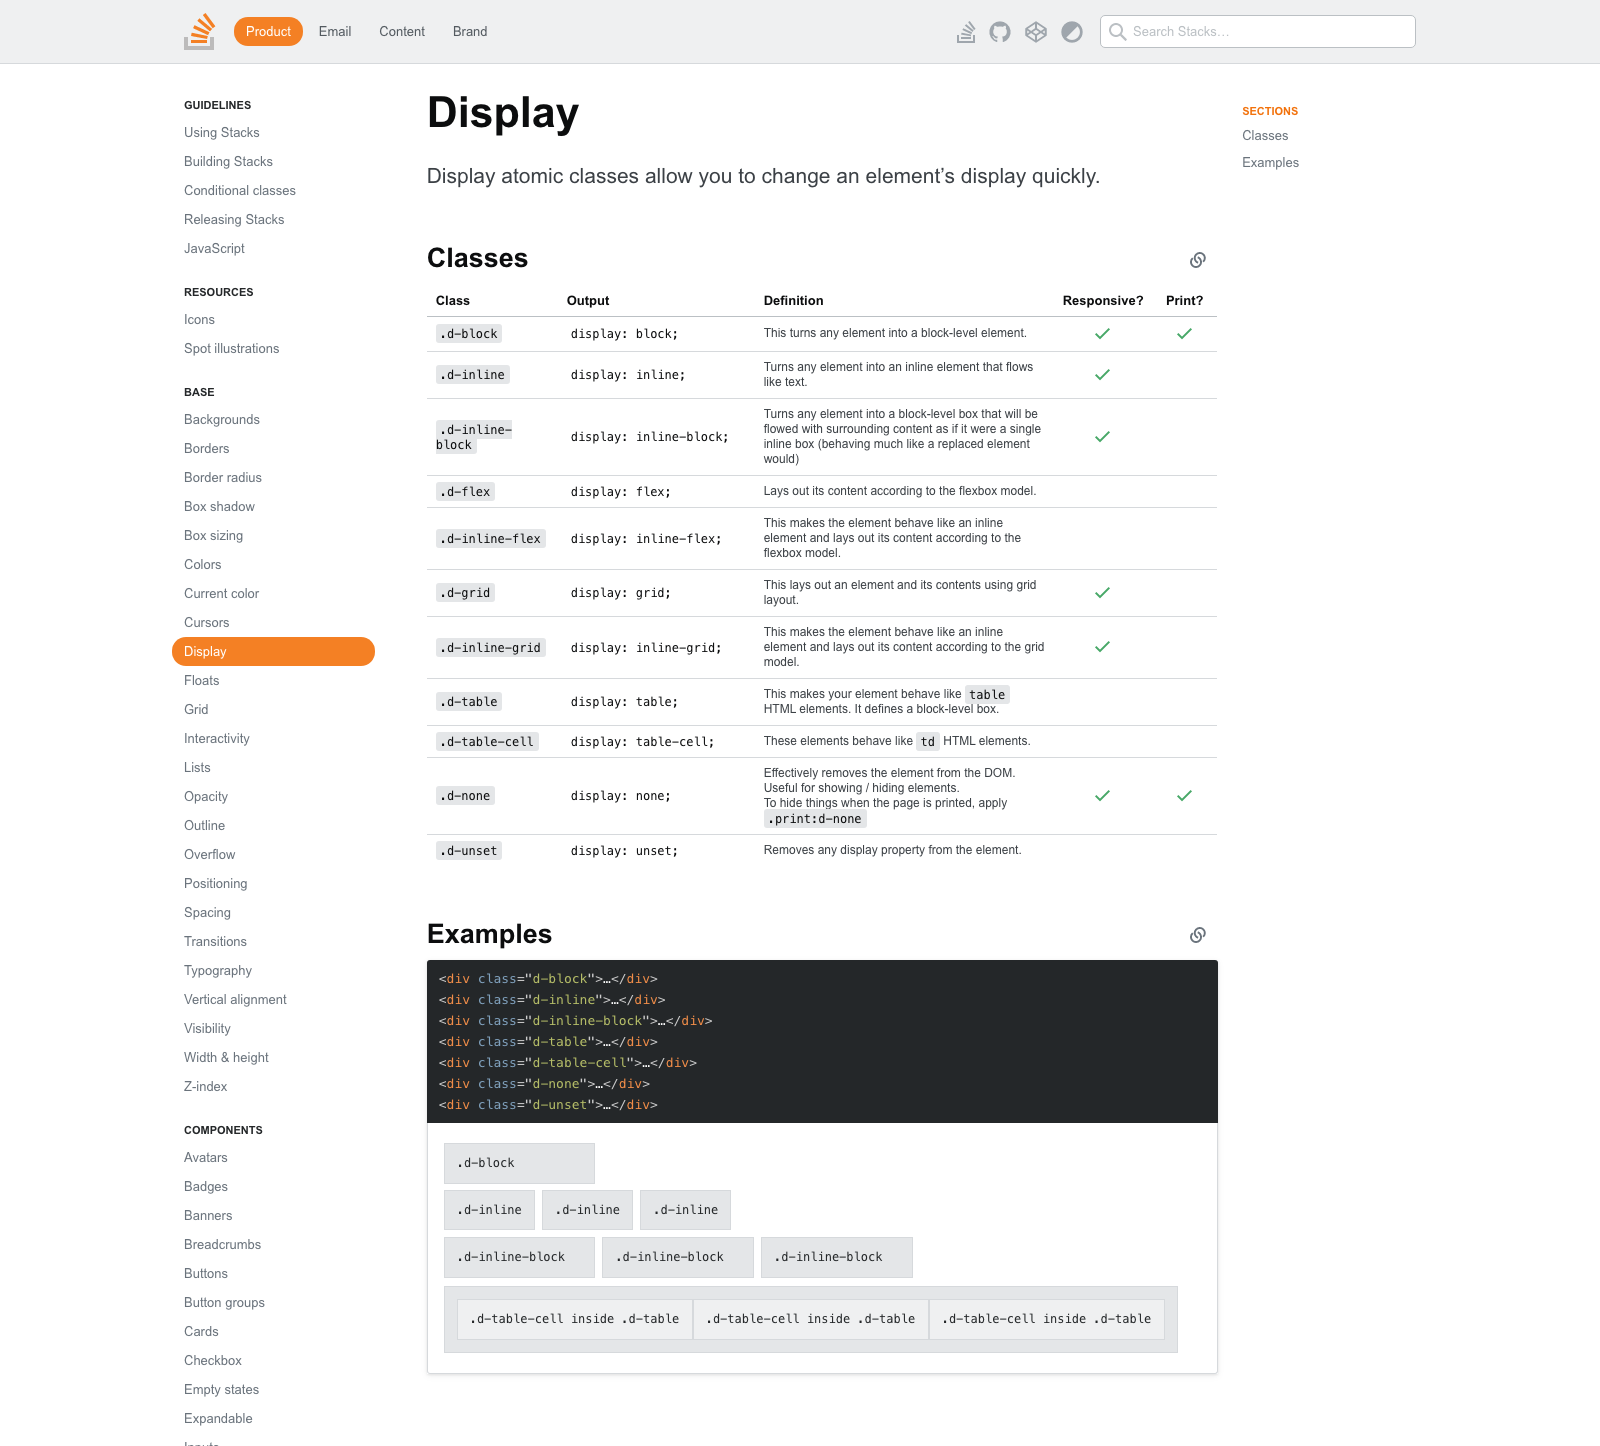 Product
Email
Content
Brand
Search Stacks...
GUIDELINES
Using Stacks
Building Stacks
Conditional classes
Releasing Stacks
JavaScript
RESOURCES
Icons
Spot illustrations
BASE
Backgrounds
Borders
Border radius
Box shadow
Box sizing
Colors
Current color
Cursors
Display
Floats
Grid
Interactivity
Lists
Opacity
Outline
Overflow
Positioning
Spacing
Transitions
Typography
Vertical alignment
Visibility
Width & height
Z-index
COMPONENTS
Avatars
Badges
Banners
Breadcrumbs
Buttons
Button groups
Cards
Checkbox
Empty states
Expandable
Display
Display atomic classes allow you to change an element’s display quickly.
Classes
Class Output Definition Responsive? Print?
.d-block display: block; This turns any element into a block-level element.
.d-inline display: inline; Turns any element into an inline element that flows
like text.
.d-inline-
block
display: inline-block;
Turns any element into a block-level box that will be
flowed with surrounding content as if it were a single
inline box (behaving much like a replaced element
would)
.d-flex display: flex; Lays out its content according to the flexbox model.
.d-inline-flex display: inline-flex;
This makes the element behave like an inline
element and lays out its content according to the
flexbox model.
.d-grid display: grid;
This lays out an element and its contents using grid
layout.
.d-inline-grid display: inline-grid;
This makes the element behave like an inline
element and lays out its content according to the grid
model.
.d-table display: table;
This makes your element behave like table
HTML elements. It defines a block-level box.
.d-table-cell display: table-cell; These elements behave like td HTML elements.
.d-none display: none;
Effectively removes the element from the DOM.
Useful for showing / hiding elements.
To hide things when the page is printed, apply
.print:d-none
.d-unset display: unset; Removes any display property from the element.
Examples
<div class="d-block">…</div>
<div class="d-inline">…</div>
<div class="d-inline-block">…</div>
<div class="d-table">…</div>
<div class="d-table-cell">…</div>
<div class="d-none">…</div>
<div class="d-unset">…</div>
.d-block
.d-inline .d-inline .d-inline
.d-inline-block .d-inline-block .d-inline-block
.d-table-cell inside .d-table .d-table-cell inside .d-table .d-table-cell inside .d-table
SECTIONS
Classes
Examples